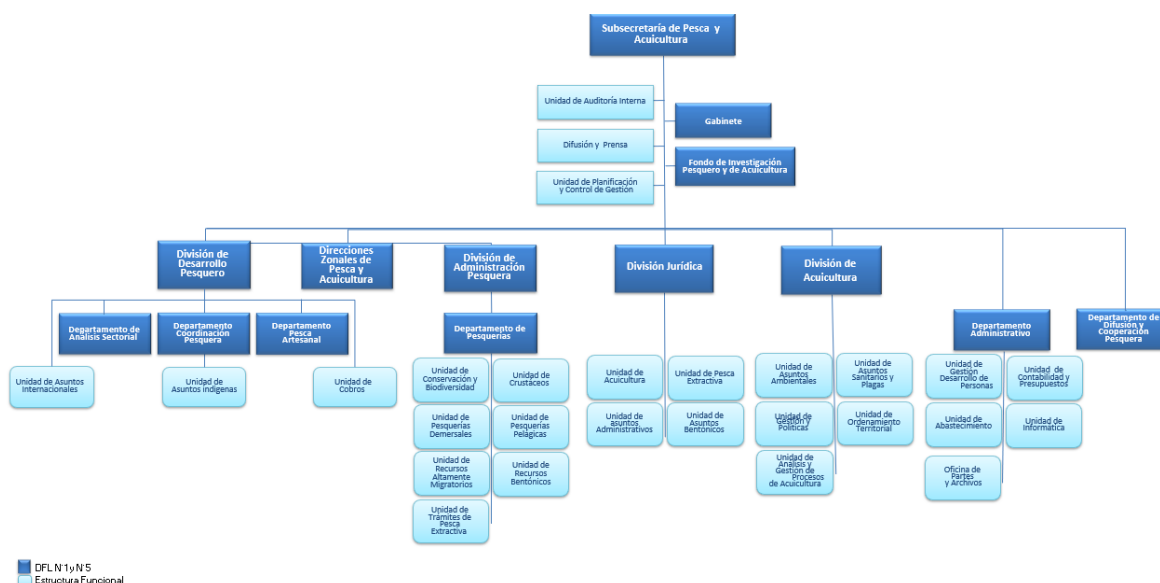 Subsecretaría de Pesca y
Acuicultura
Unidad de Auditoría Interna
Gabinete
Difusión y Prensa
Fondo de Investigación
Pesquero y de Acuicultura
Unidad de Planificación
y Control de Gestión
División de
Desarrollo
Pesquero
Direcciones
Zonales de
Pesca y
Acuicultura
División de
Administración
Pesquera
División Jurídica
División de
Acuicultura
Departamento de
Análisis Sectorial
Departamento
Coordinación
Pesquera
Departamento
Pesca
Artesanal
Departamento de
Pesquerías
Departamento
Administrativo
Departamento de
Difusión y
Cooperación
Pesquera
Unidad de Asuntos
Internacionales
Unidad de
Asuntos indígenas
Unidad de
Cobros
Unidad de
Conservación y
Biodiversidad
Unidad de
Crustáceos
Unidad de
Pesquerías
Demersales
Unidad de
Pesquerías
Pelágicas
Unidad de
Recursos
Altamente
Migratorios
Unidad de
Recursos
Bentónicos
Unidad de
Trámites de
Pesca
Extractiva
Unidad de
Acuicultura
Unidad de Pesca
Extractiva
Unidad de
asuntos
Administrativos
Unidad de
Asuntos
Bentónicos
Unidad de
Asuntos
Ambientales
Unidad de
Asuntos
Sanitarios y
Plagas
Unidad de
Gestión y
Políticas
Unidad de
Ordenamiento
Territorial
Unidad de
Análisis y
Gestión de
Procesos
de Acuicultura
Unidad de
Gestión
Desarrollo de
Personas
Unidad de
Contabilidad y
Presupuestos
Unidad de
Abastecimiento
Unidad de
Informática
Oficina de
Partes
y Archivos
DFL N°1 y N°5
Estructura Funcional